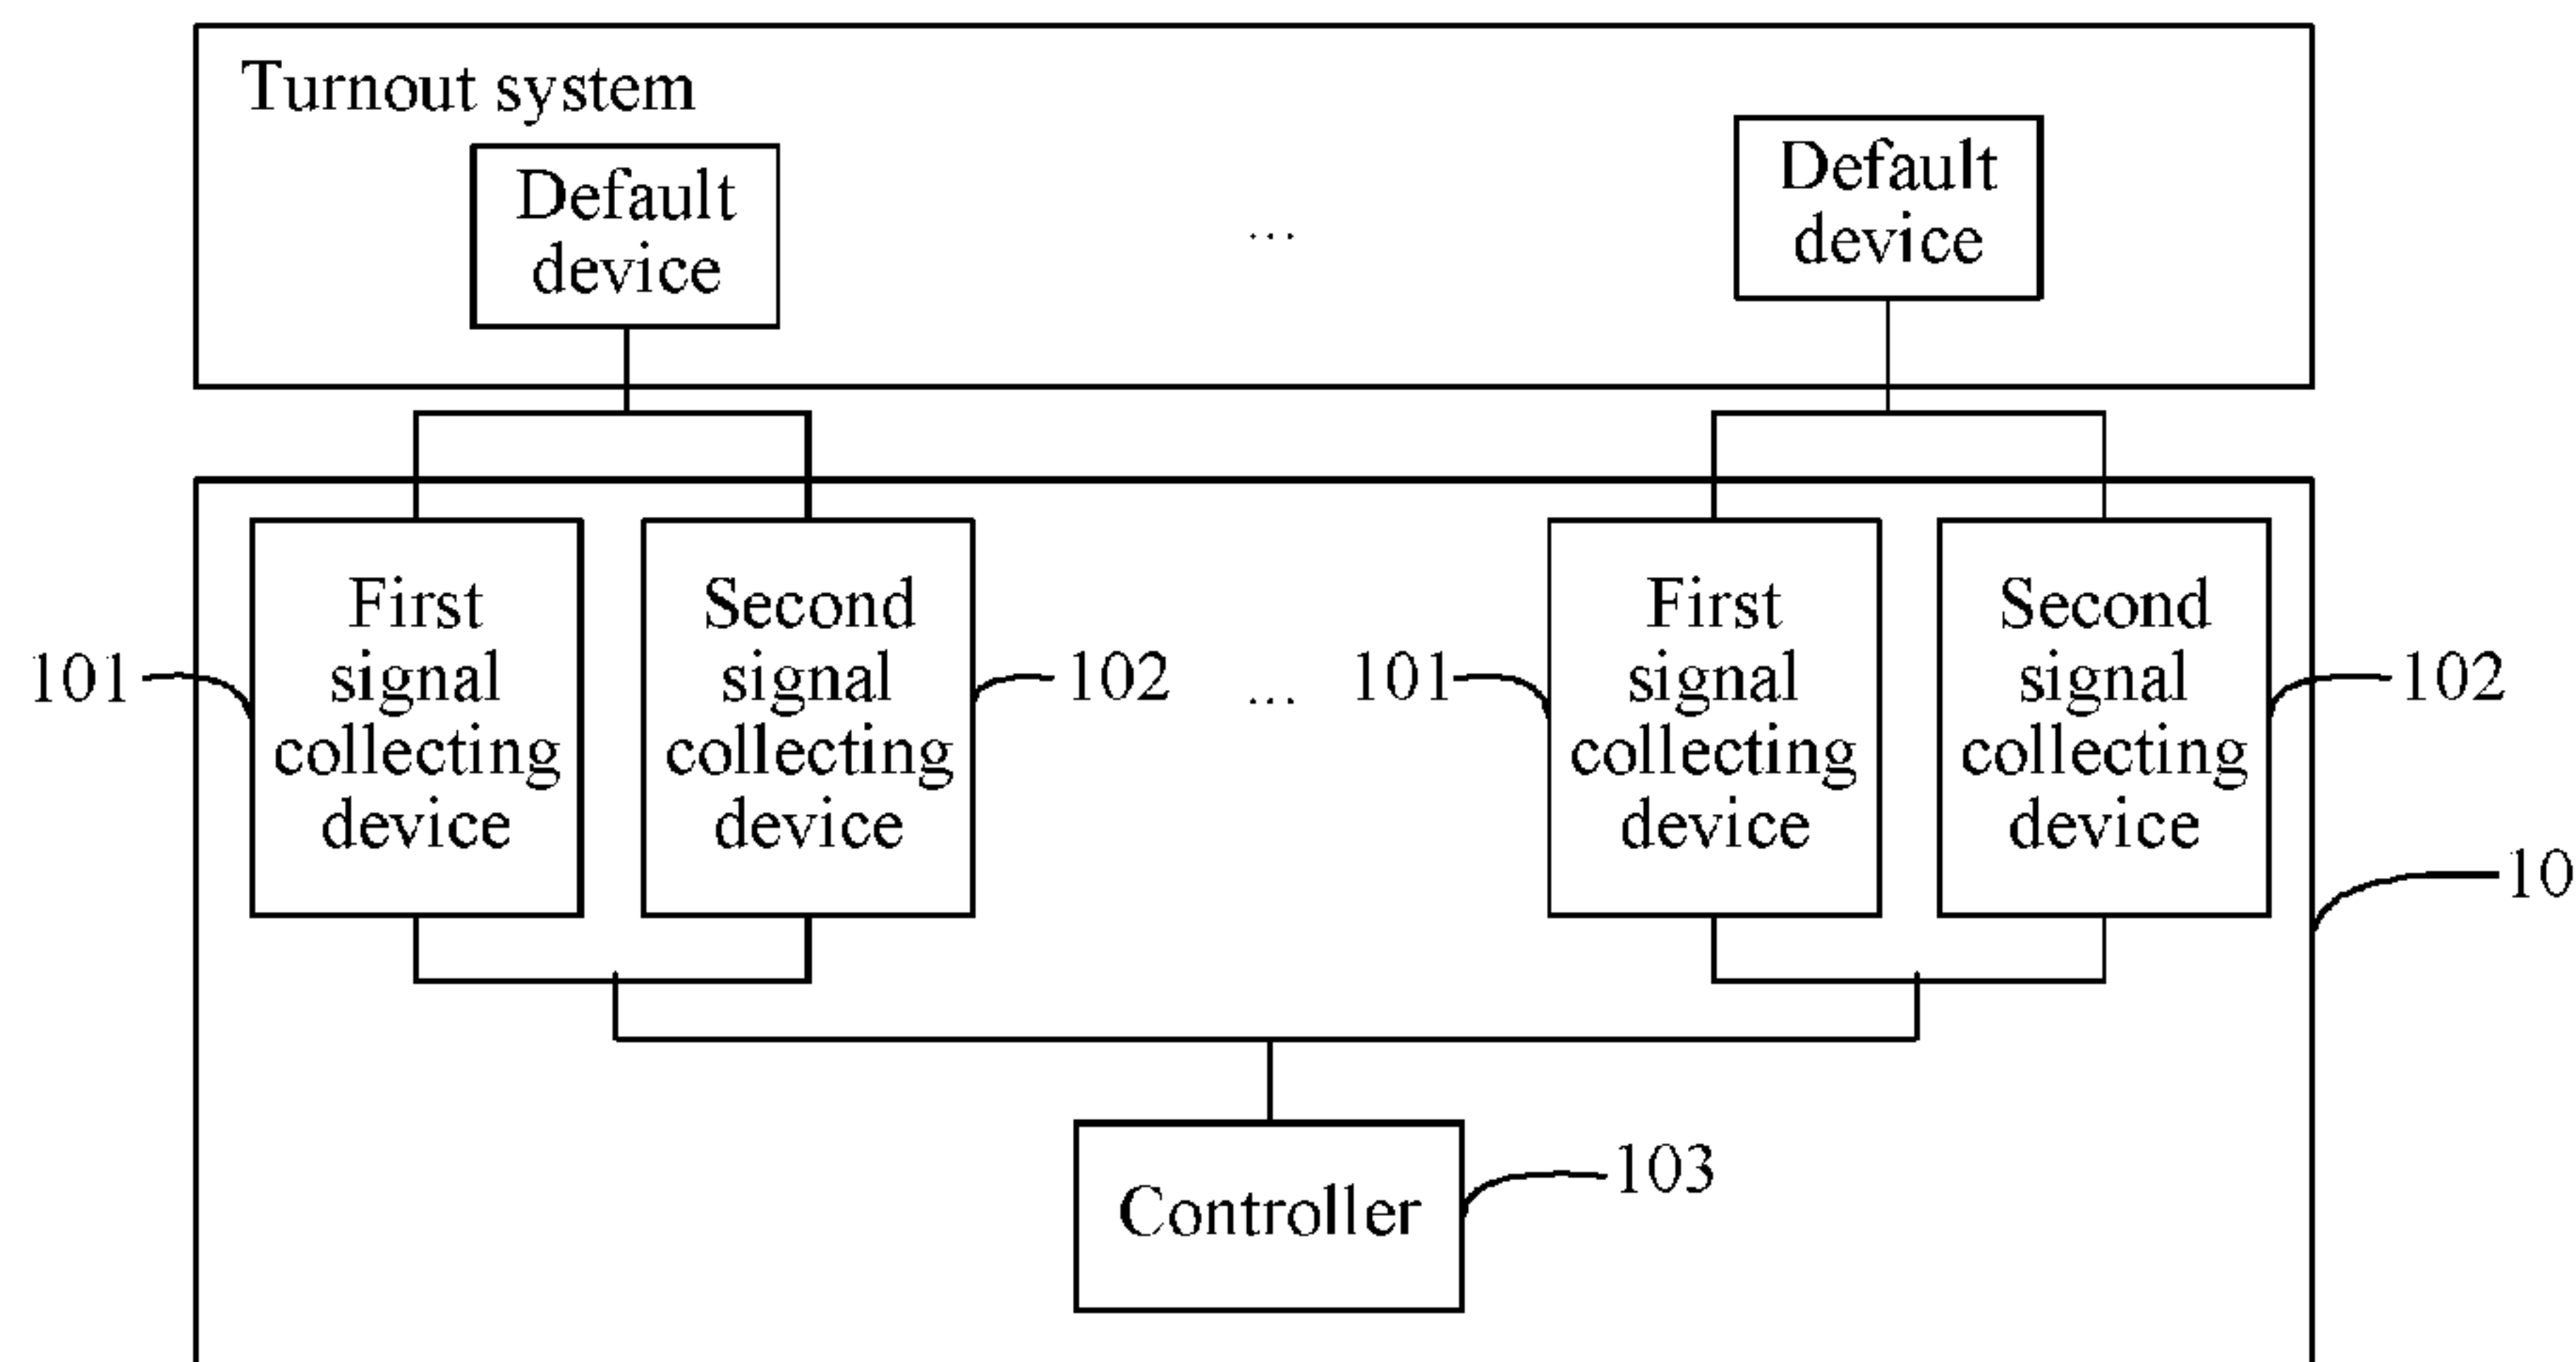 Turnout system
Default
device
...
Default
device
First
signal
collecting
device
101
Second
signal
collecting
device
102
...
101
First
signal
collecting
device
Second
signal
collecting
device
102
10
Controller
103